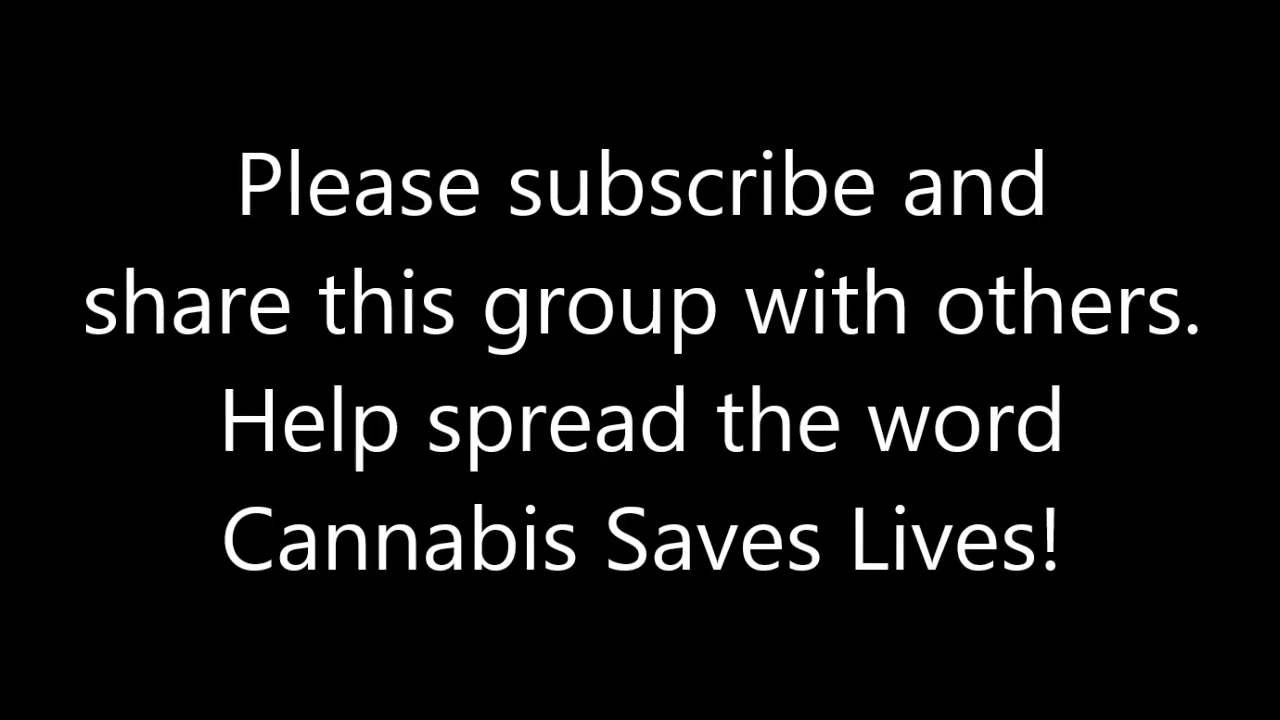 Please subscribe and
share this group with others.
Help spread the word
Cannabis Saves Lives!